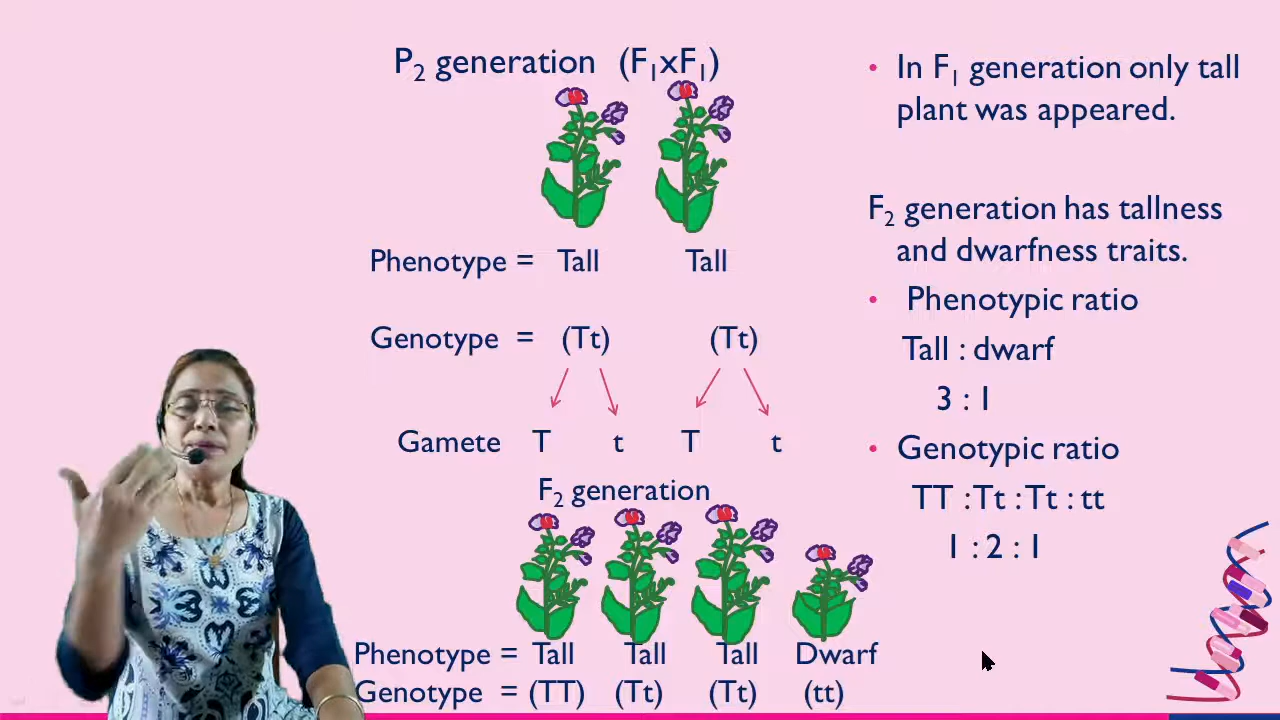 P₂ generation (F₁xF₁)
Phenotype = Tall Tall
Genotype = (Tt) (Tt)
Gamete T t T t
F₂ generation
Phenotype = Tall Tall Tall Dwarf
Genotype = (TT) (Tt) (Tt) (tt)
• In F₁ generation only tall
plant was appeared.
F₂ generation has tallness
and dwarfness traits.
• Phenotypic ratio
Tall : dwarf
3 : 1
• Genotypic ratio
TT : Tt : Tt : tt
1 : 2 : 1